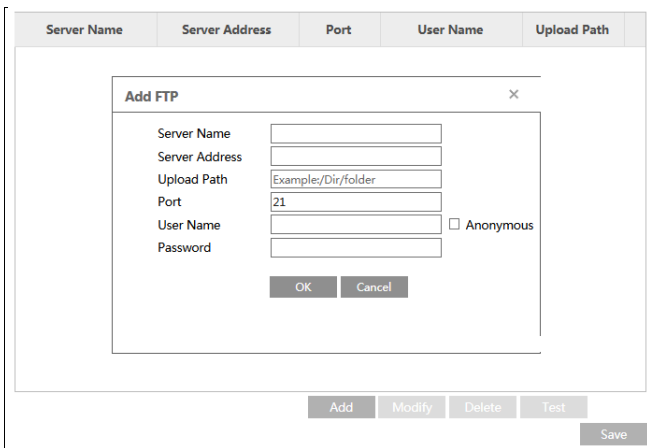 Server Name Server Address Port User Name Upload Path
Add FTP ×
Server Name
Server Address
Upload Path Example:/Dir/folder
Port 21
User Name Anonymous
Password
OK Cancel
Add Modify Delete Test
Save